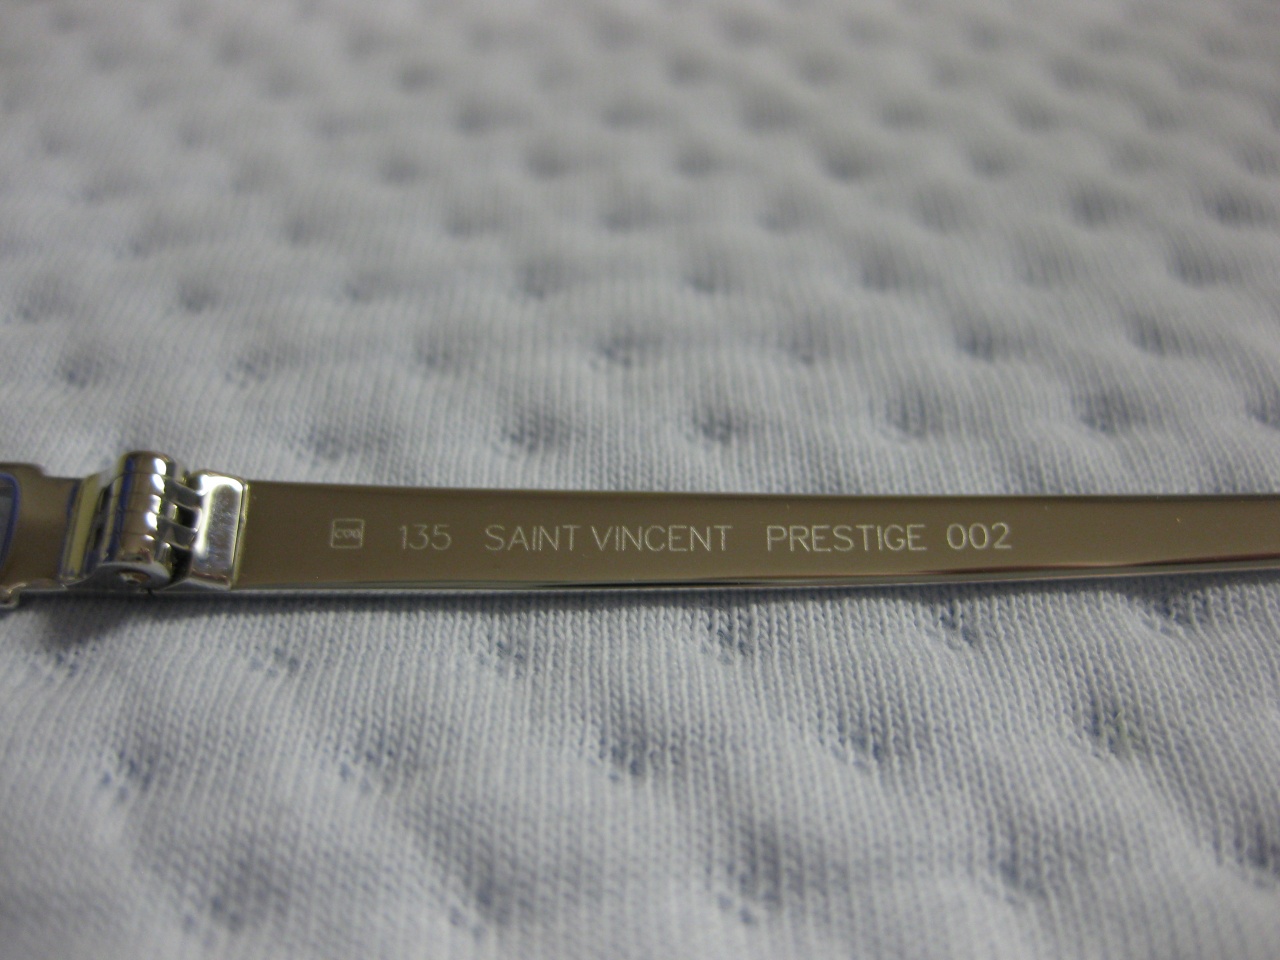 135 SAINT VINCENT PRESTIGE 002